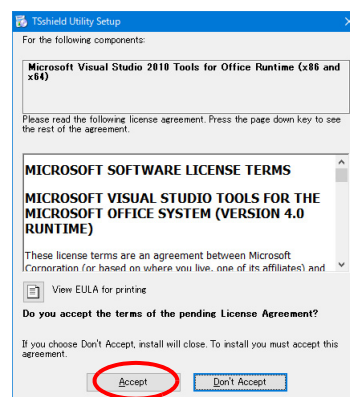 TSshield Utility Setup
For the following components:
Microsoft Visual Studio 2010 Tools for Office Runtime (x86 and
x64)
Please read the following license agreement. Press the page down key to see
the rest of the agreement.
MICROSOFT SOFTWARE LICENSE TERMS
MICROSOFT VISUAL STUDIO TOOLS FOR THE
MICROSOFT OFFICE SYSTEM (VERSION 4.0
RUNTIME)
These license terms are an agreement between Microsoft
Corporation (or based on where you live, one of its affiliates) and
View EULA for printing
Do you accept the terms of the pending License Agreement?
If you choose Don't Accept, install will close. To install you must accept this
agreement.
Accept
Don't Accept